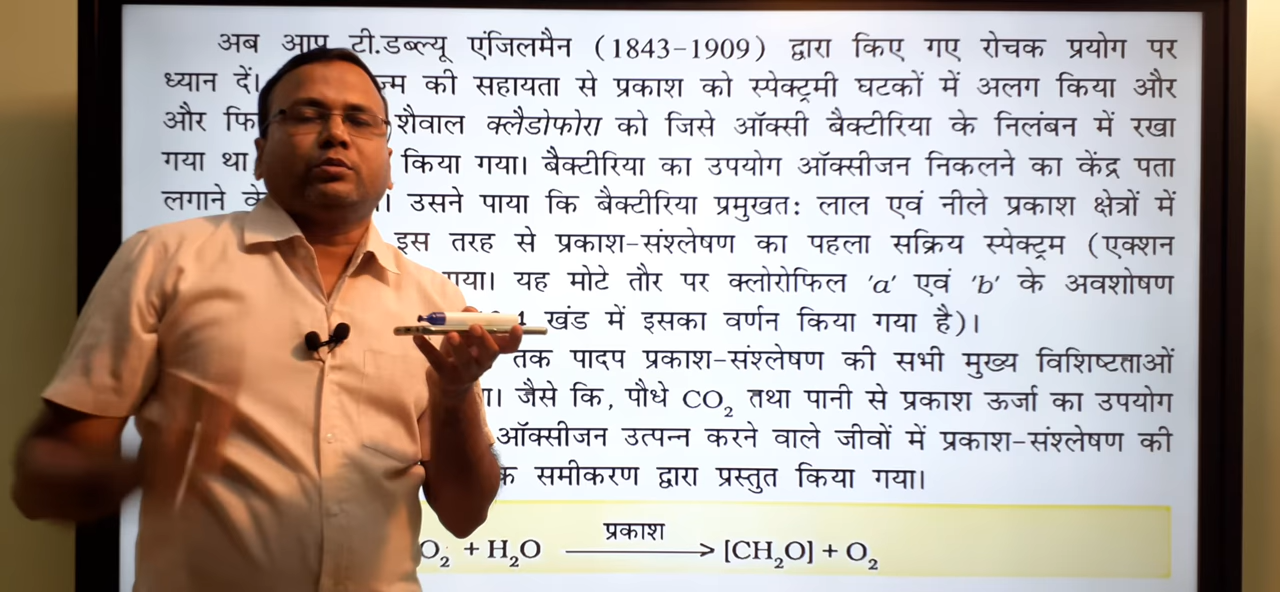 अब आप टी.डब्ल्यू एंजिलमैन (1843-1909) द्वारा किए गए रोचक प्रयोग पर
ध्यान दें। ज्म की सहायता से प्रकाश को स्पेक्ट्रमी घटकों में अलग किया और
और फि शैवाल क्लैडोफोरा को जिसे ऑक्सी बैक्टीरिया के निलंबन में रखा
गया था किया गया। बैक्टीरिया का उपयोग ऑक्सीजन निकलने का केंद्र पता
लगाने के । उसने पाया कि बैक्टीरिया प्रमुखतः लाल एवं नीले प्रकाश क्षेत्रों में
इस तरह से प्रकाश-संश्लेषण का पहला सक्रिय स्पेक्ट्रम (एक्शन
गया। यह मोटे तौर पर क्लोरोफिल 'a' एवं 'b' के अवशोषण
खंड में इसका वर्णन किया गया है)।
तक पादप प्रकाश-संश्लेषण की सभी मुख्य विशिष्टताओं
। जैसे कि, पौधे CO₂ तथा पानी से प्रकाश ऊर्जा का उपयोग
ऑक्सीजन उत्पन्न करने वाले जीवों में प्रकाश-संश्लेषण की
क समीकरण द्वारा प्रस्तुत किया गया।
प्रकाश
O₂ + H₂O ⟶ [CH₂O] + O₂